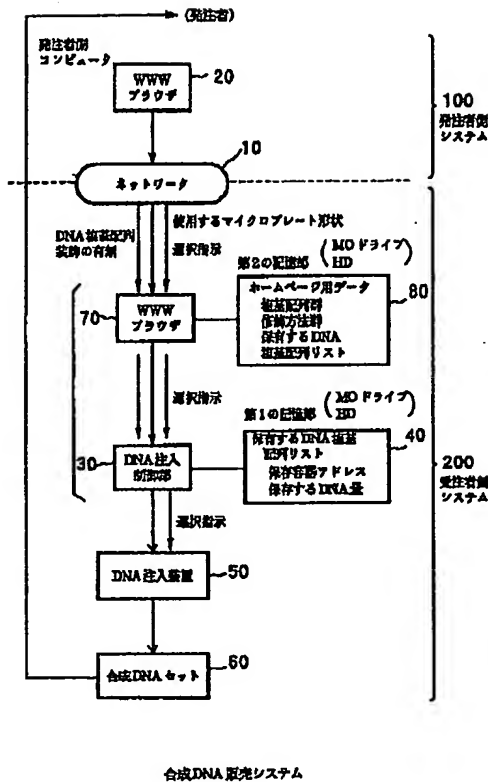 (発注者)
発注者側
コンピュータ
WWW
ブラウザ
20
100
発注者側
システム
10
ネットワーク
DNA塩基配列
装飾の有無
使用するマイクロプレート形状
選択指示
第2の記憶部
(MOドライブ
HD)
70
WWW
ブラウザ
ホームページ用データ
塩基配列群
修飾方法群
保有するDNA
塩基配列リスト
80
選択指示
第1の記憶部
(MOドライブ
HD)
30
DNA注入
制御部
保有するDNA塩基
配列リスト
保存容器アドレス
保存するDNA量
40
200
受注者側
システム
選択指示
DNA注入装置
50
合成DNAセット
60
合成DNA販売システム